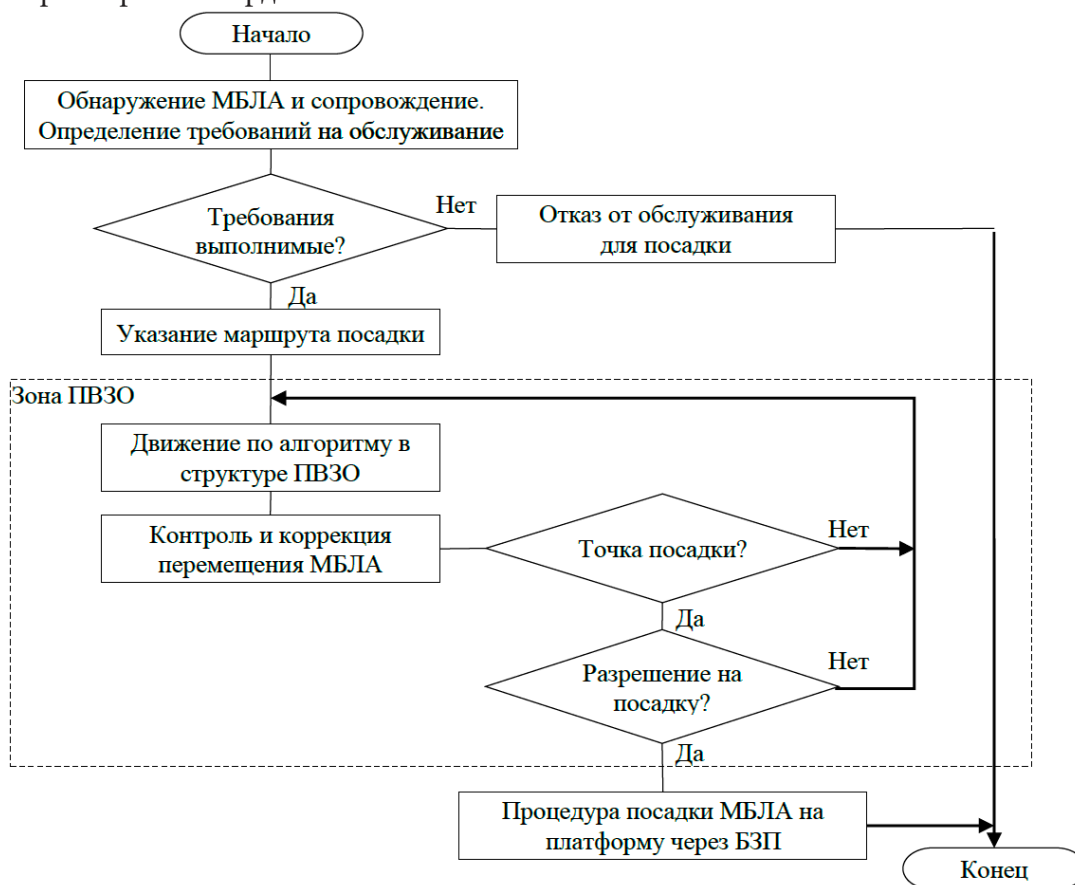 Начало
Обнаружение МБЛА и сопровождение.
Определение требований на обслуживание
Требования
выполнимые?
Нет
Отказ от обслуживания
для посадки
Да
Указание маршрута посадки
Зона ПВЗО
Движение по алгоритму в
структуре ПВЗО
Контроль и коррекция
перемещения МБЛА
Точка посадки?
Нет
Да
Разрешение на
посадку?
Нет
Да
Процедура посадки МБЛА на
платформу через БЗП
Конец